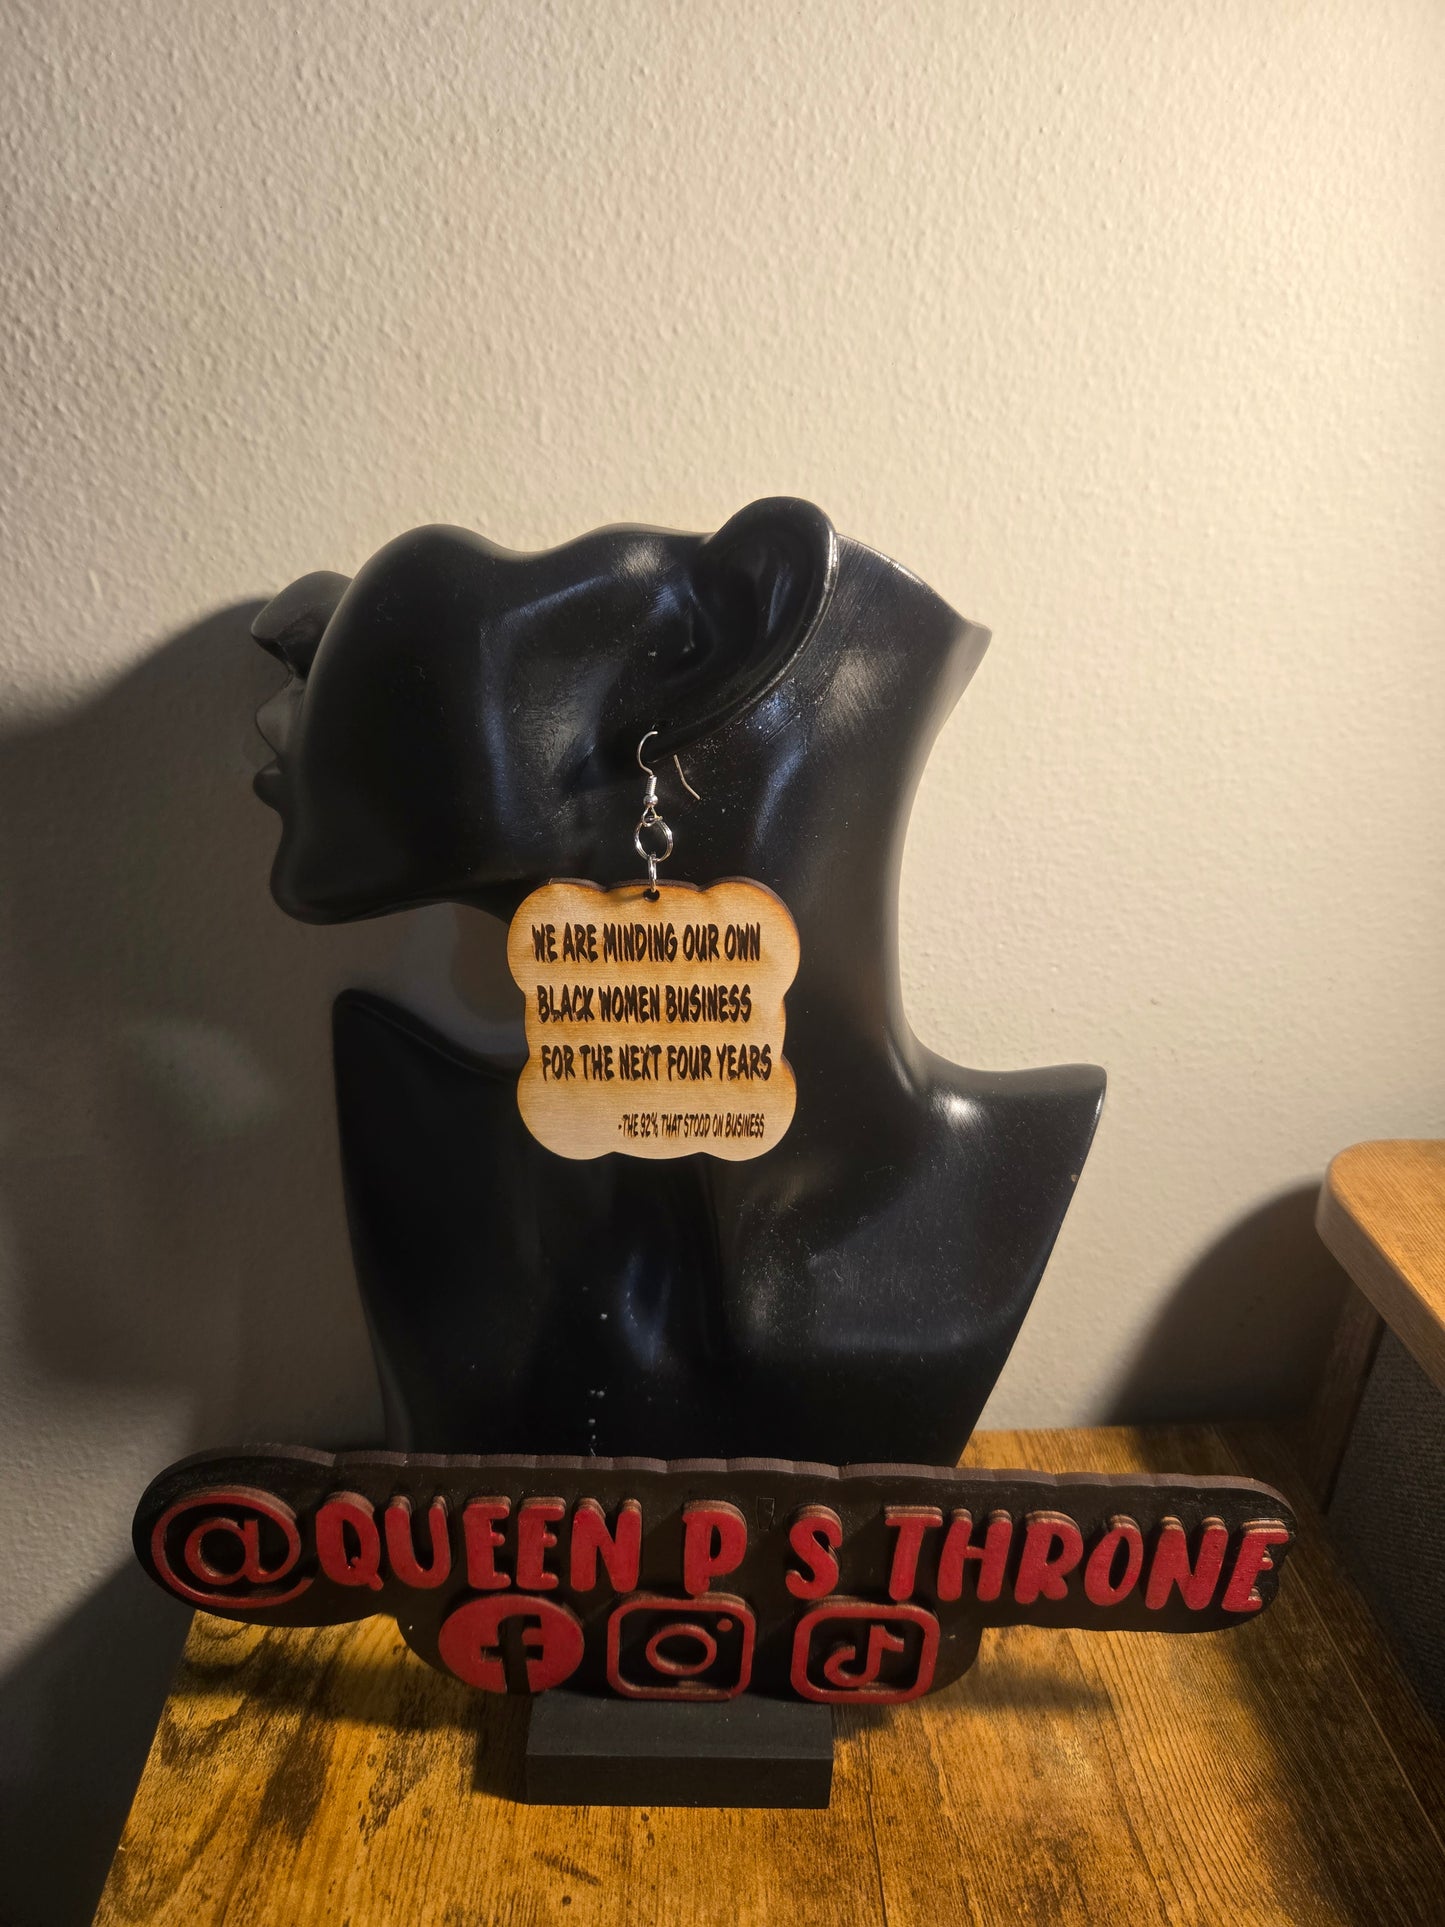 WE ARE MINDING OUR OWN
BLACK WOMEN BUSINESS
FOR THE NEXT FOUR YEARS
-THE 92% THAT STOOD ON BUSINESS
@QUEEN P'S THRONE